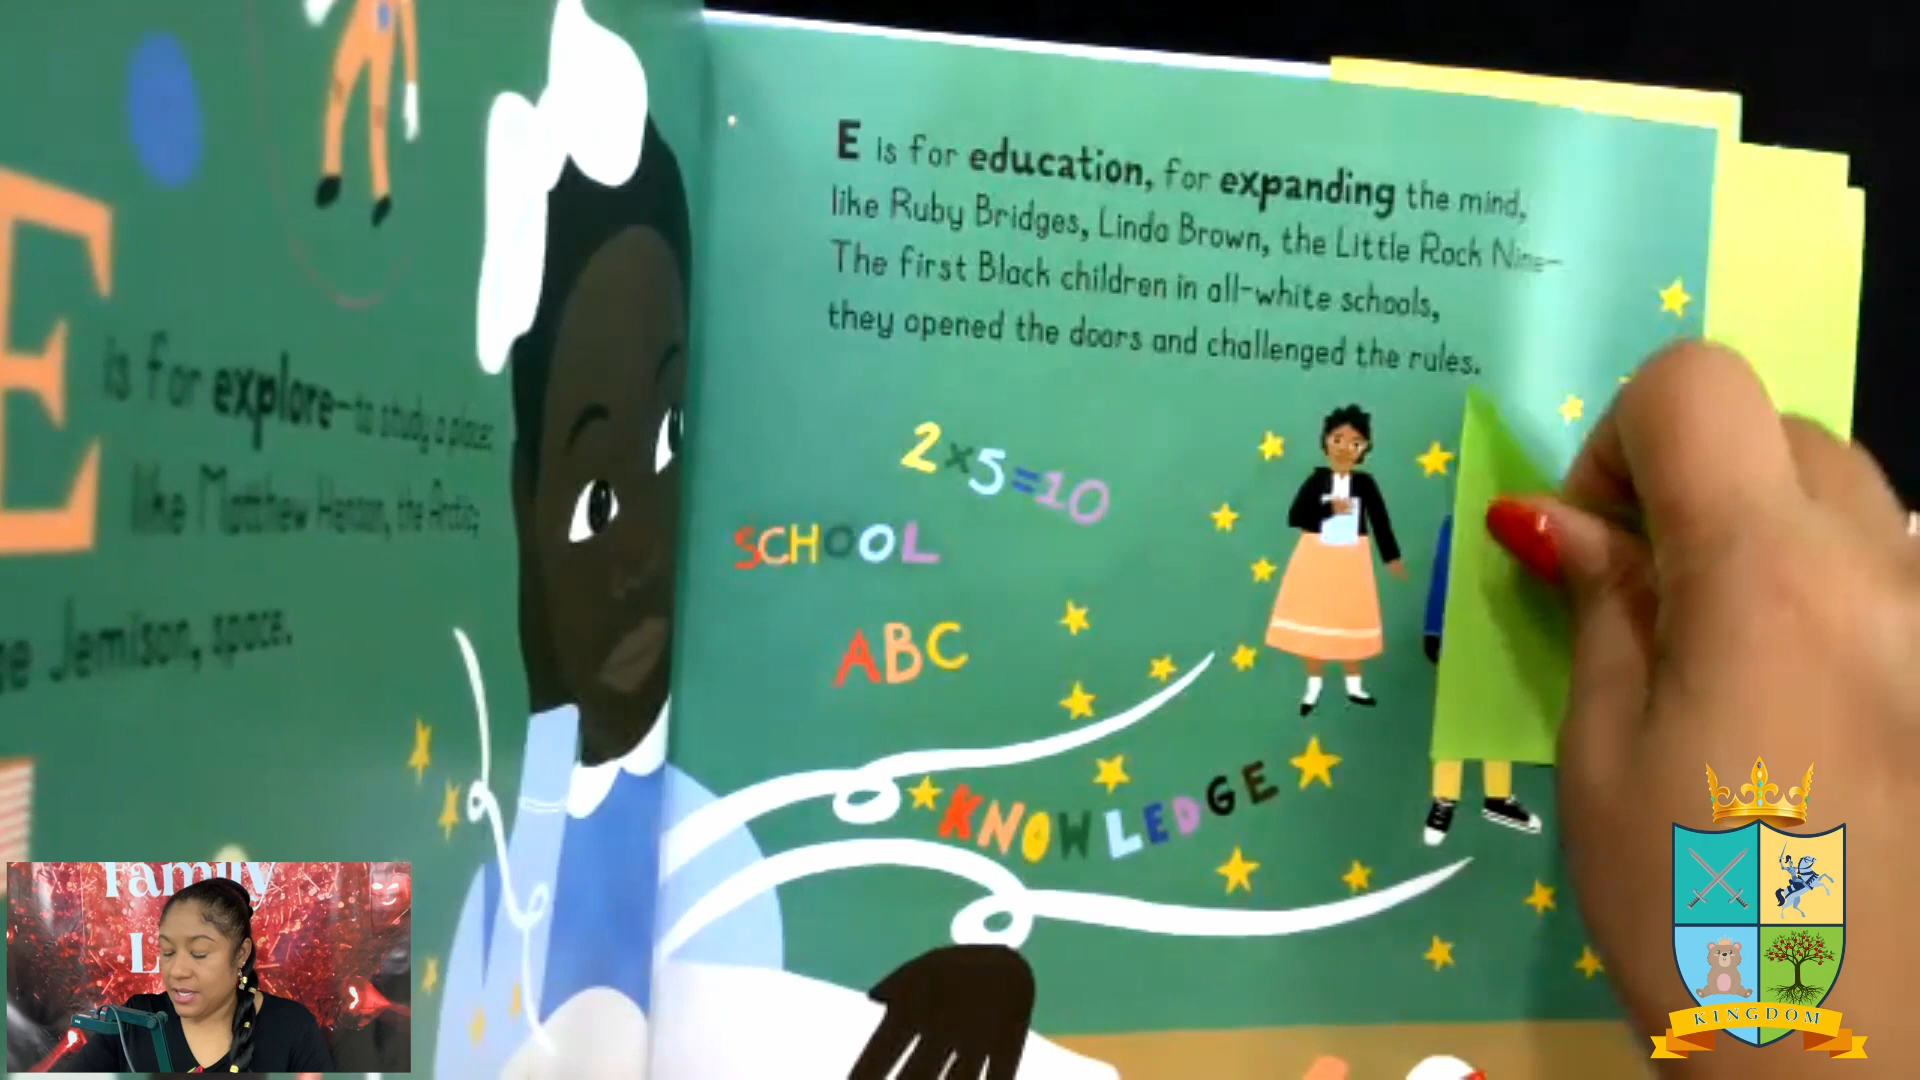 E
is for explore—to study a place:
like Matthew Henson, the Arctic,
Jemison, space.
E is for education, for expanding the mind,
like Ruby Bridges, Linda Brown, the Little Rock Nine—
The first Black children in all-white schools,
they opened the doors and challenged the rules.
2×5=10
SCHOOL
ABC
KNOWLEDGE
Family
KINGDOM